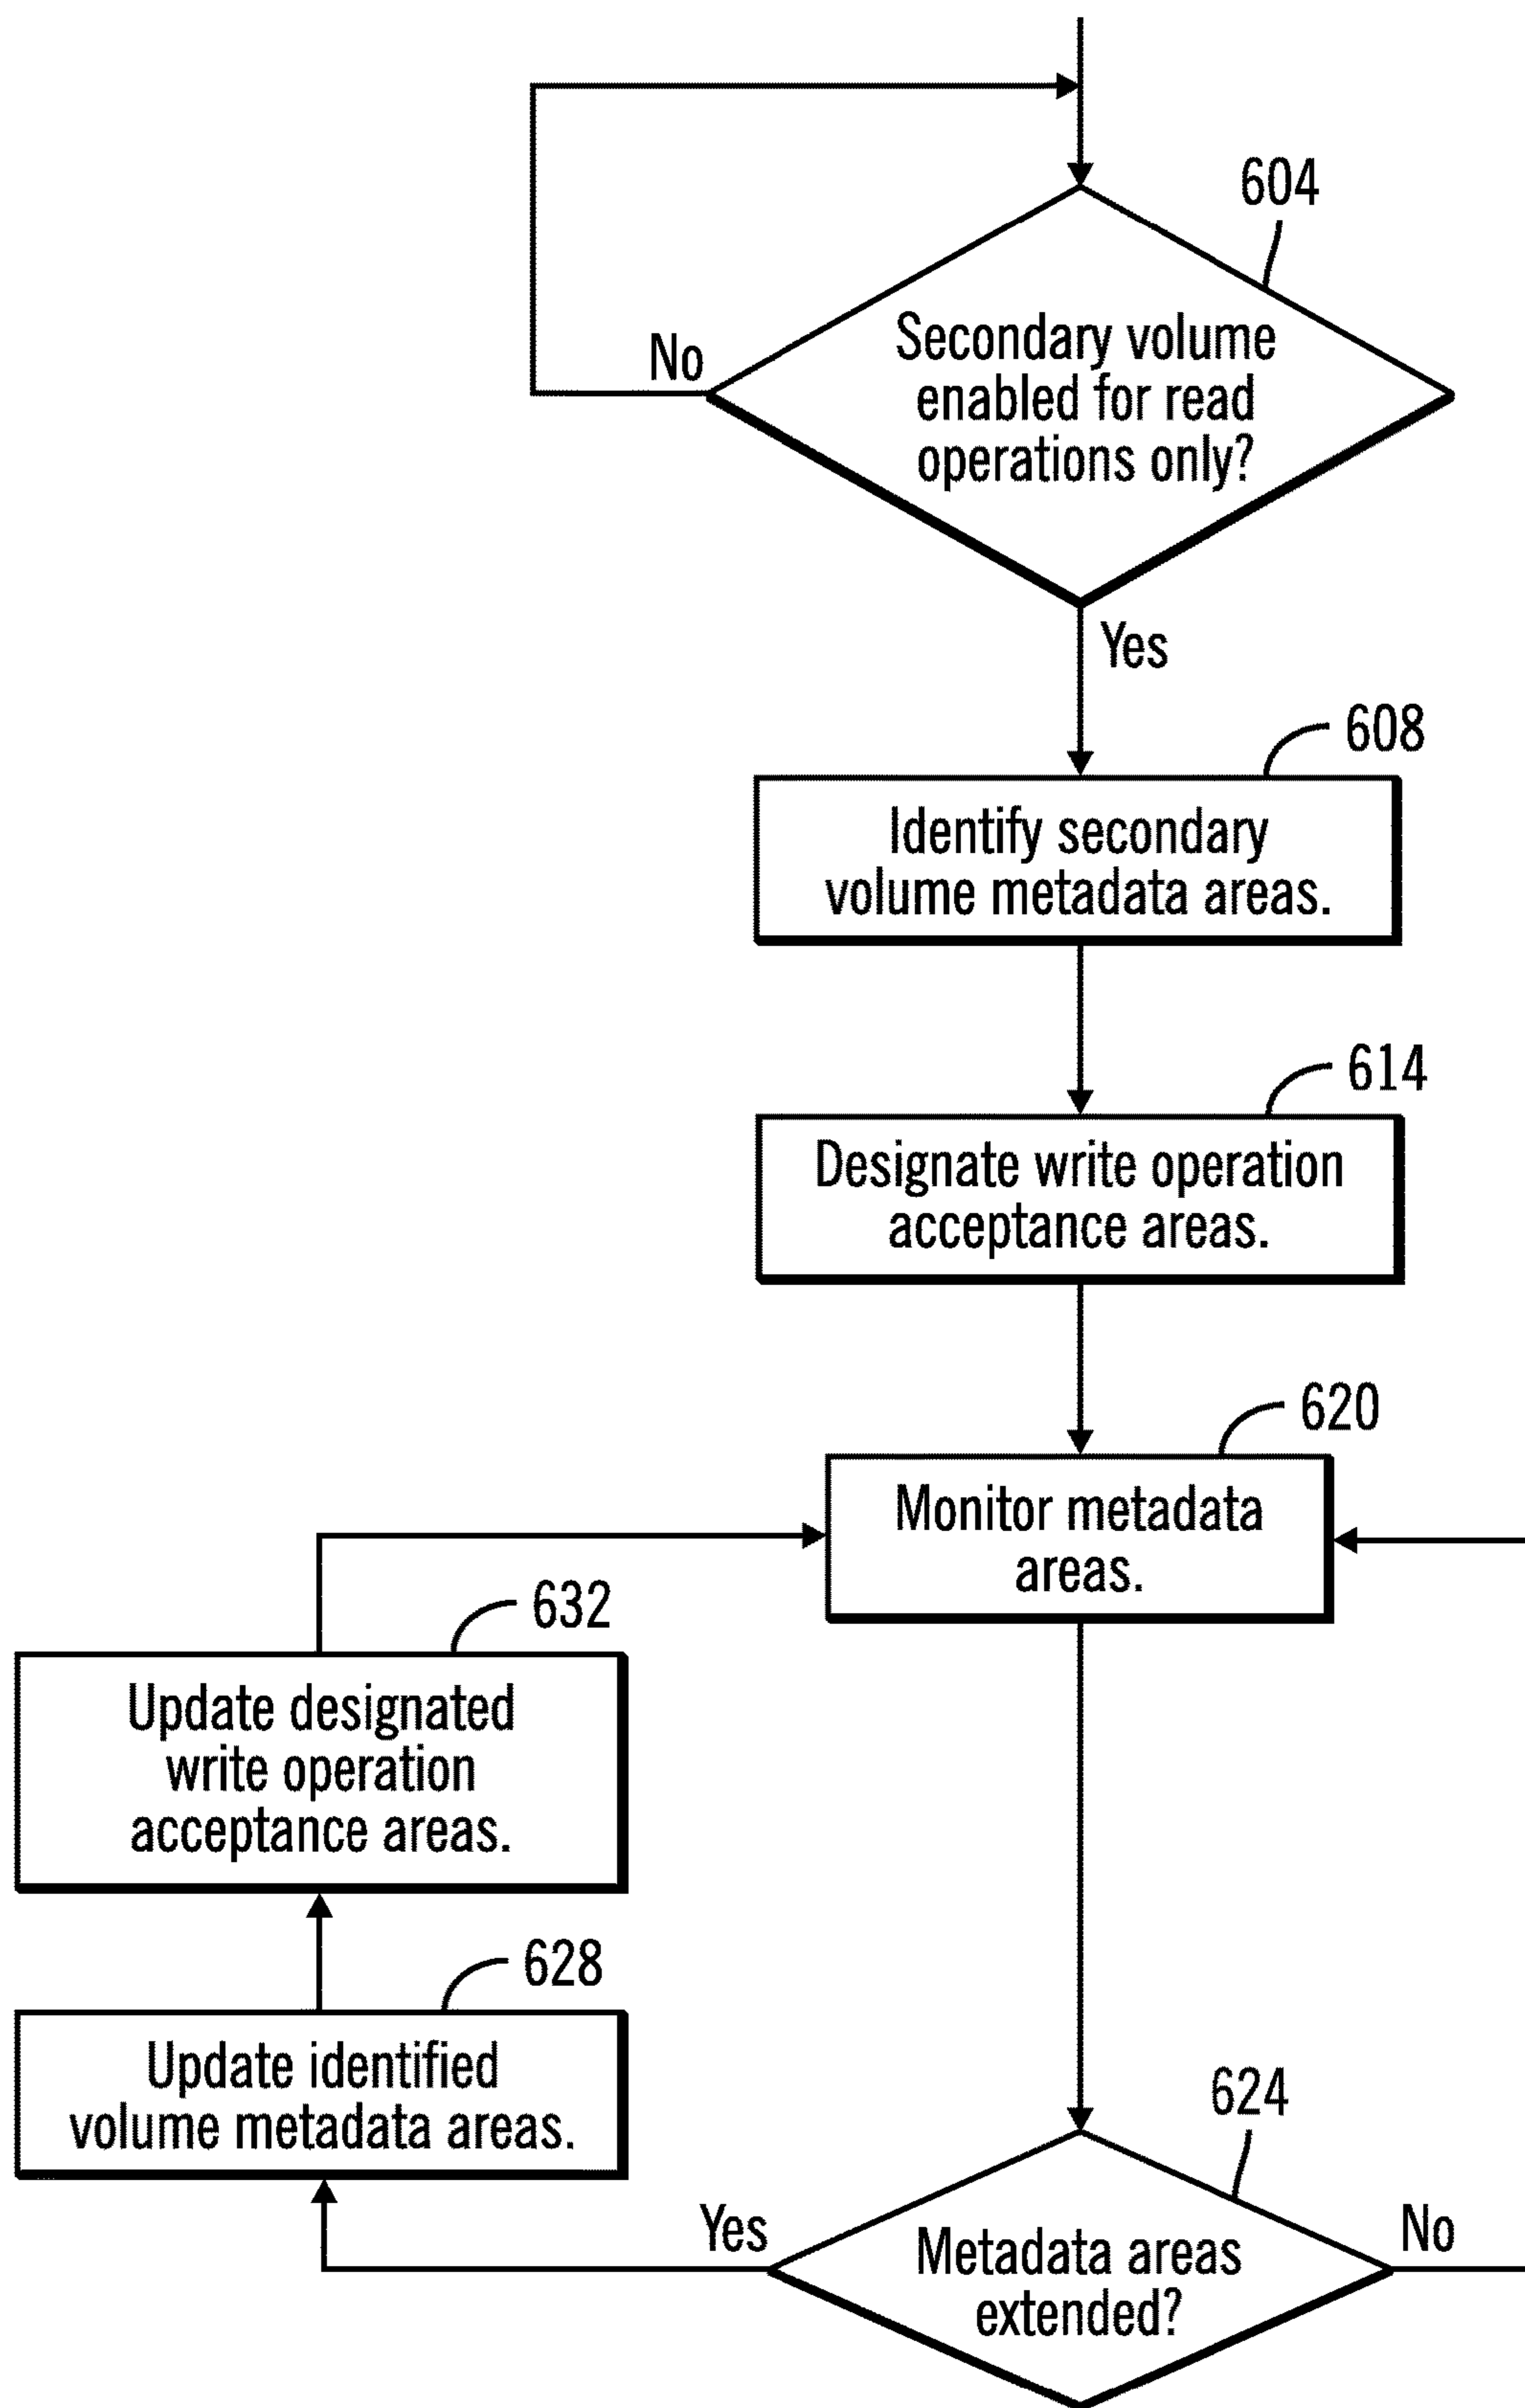 604
Secondary volume
enabled for read
operations only?
No
Yes
608
Identify secondary
volume metadata areas.
614
Designate write operation
acceptance areas.
620
Monitor metadata
areas.
632
Update designated
write operation
acceptance areas.
628
Update identified
volume metadata areas.
624
Yes
Metadata areas
extended?
No